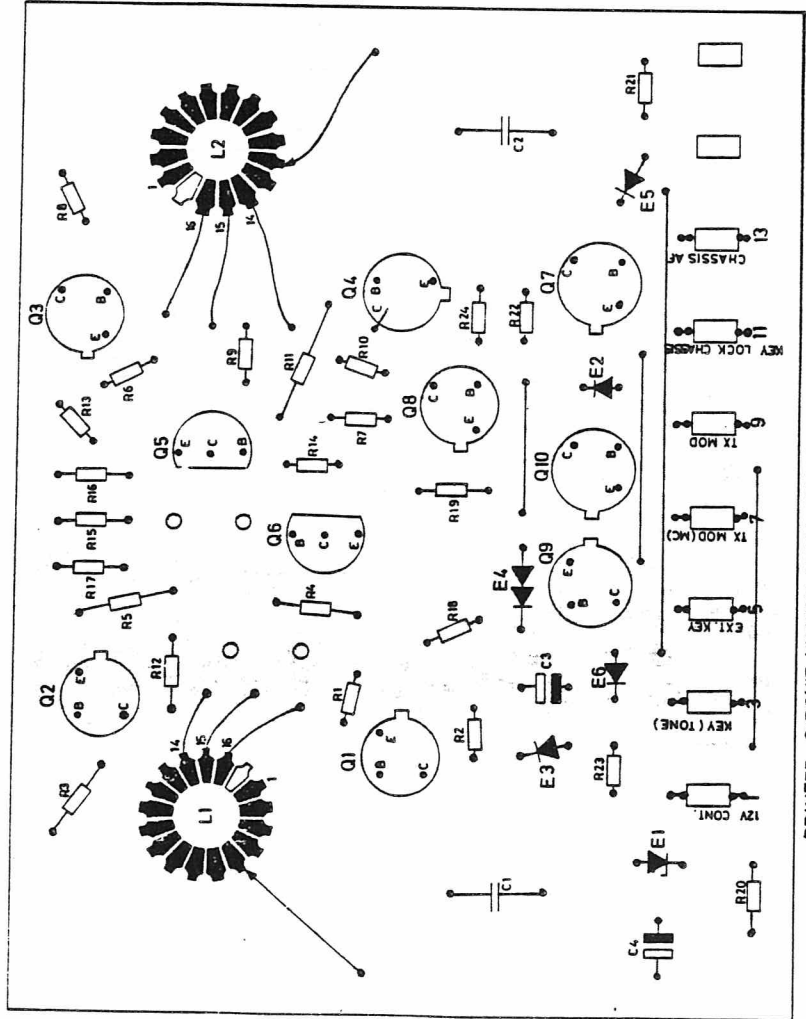 R3
Q2
B
E
C
R5
R17
R15
R16
R13
Q3
C
B
E
R8
R12
R6
L1
14
15
16
1
L2
1
16
15
14
Q5
E
C
B
R9
R11
R1
R4
Q6
B
C
E
R14
R7
R10
Q4
C
B
E
Q1
B
E
C
R2
R18
R19
Q8
C
B
E
R24
C1
C2
E3
C3
E4
R22
R23
E6
Q9
B
E
C
Q10
C
B
E
E2
Q7
C
B
E
E5
R21
C4
E1
R20
12V CONT.
1
KEY (TONE)
3
EXT. KEY
5
TX MOD (MC)
7
TX MOD
9
KEY LOCK CHASSIS
11
CHASSIS AF
13